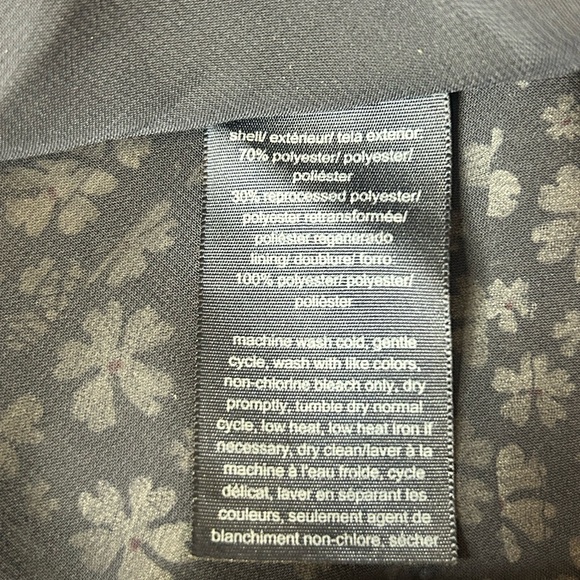 shell/ extérieur/ tela exterior:
70% polyester/ polyester/
poliéster
30% reprocessed polyester/
polyester retransformée/
poliéster regenerado
lining/ doublure/ forro:
100% polyester/ polyester/
poliéster
machine wash cold, gentle
cycle, wash with like colors,
non-chlorine bleach only, dry
promptly, tumble dry normal
cycle, low heat, low heat iron if
necessary, dry clean/laver à la
machine à l'eau froide, cycle
délicat, laver en séparant les
couleurs, seulement agent de
blanchiment non-chlore, sécher